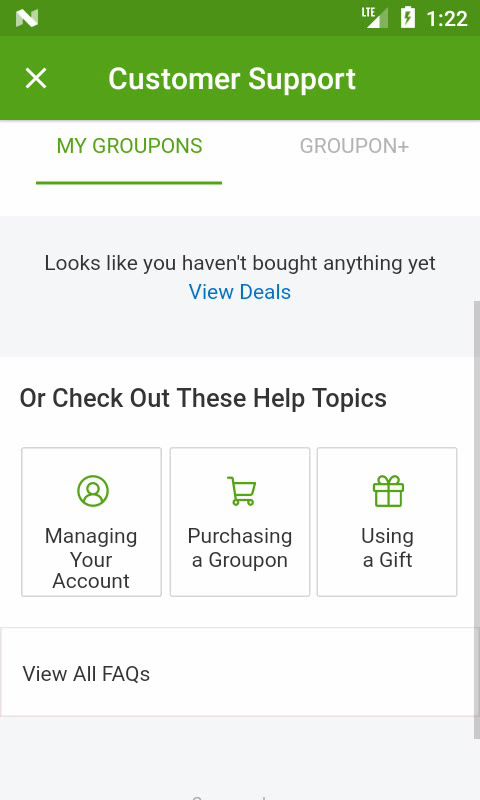 LTE 1:22
Customer Support
MY GROUPONS GROUPON+
Looks like you haven't bought anything yet
View Deals
Or Check Out These Help Topics
Managing Your Account
Purchasing a Groupon
Using a Gift
View All FAQs